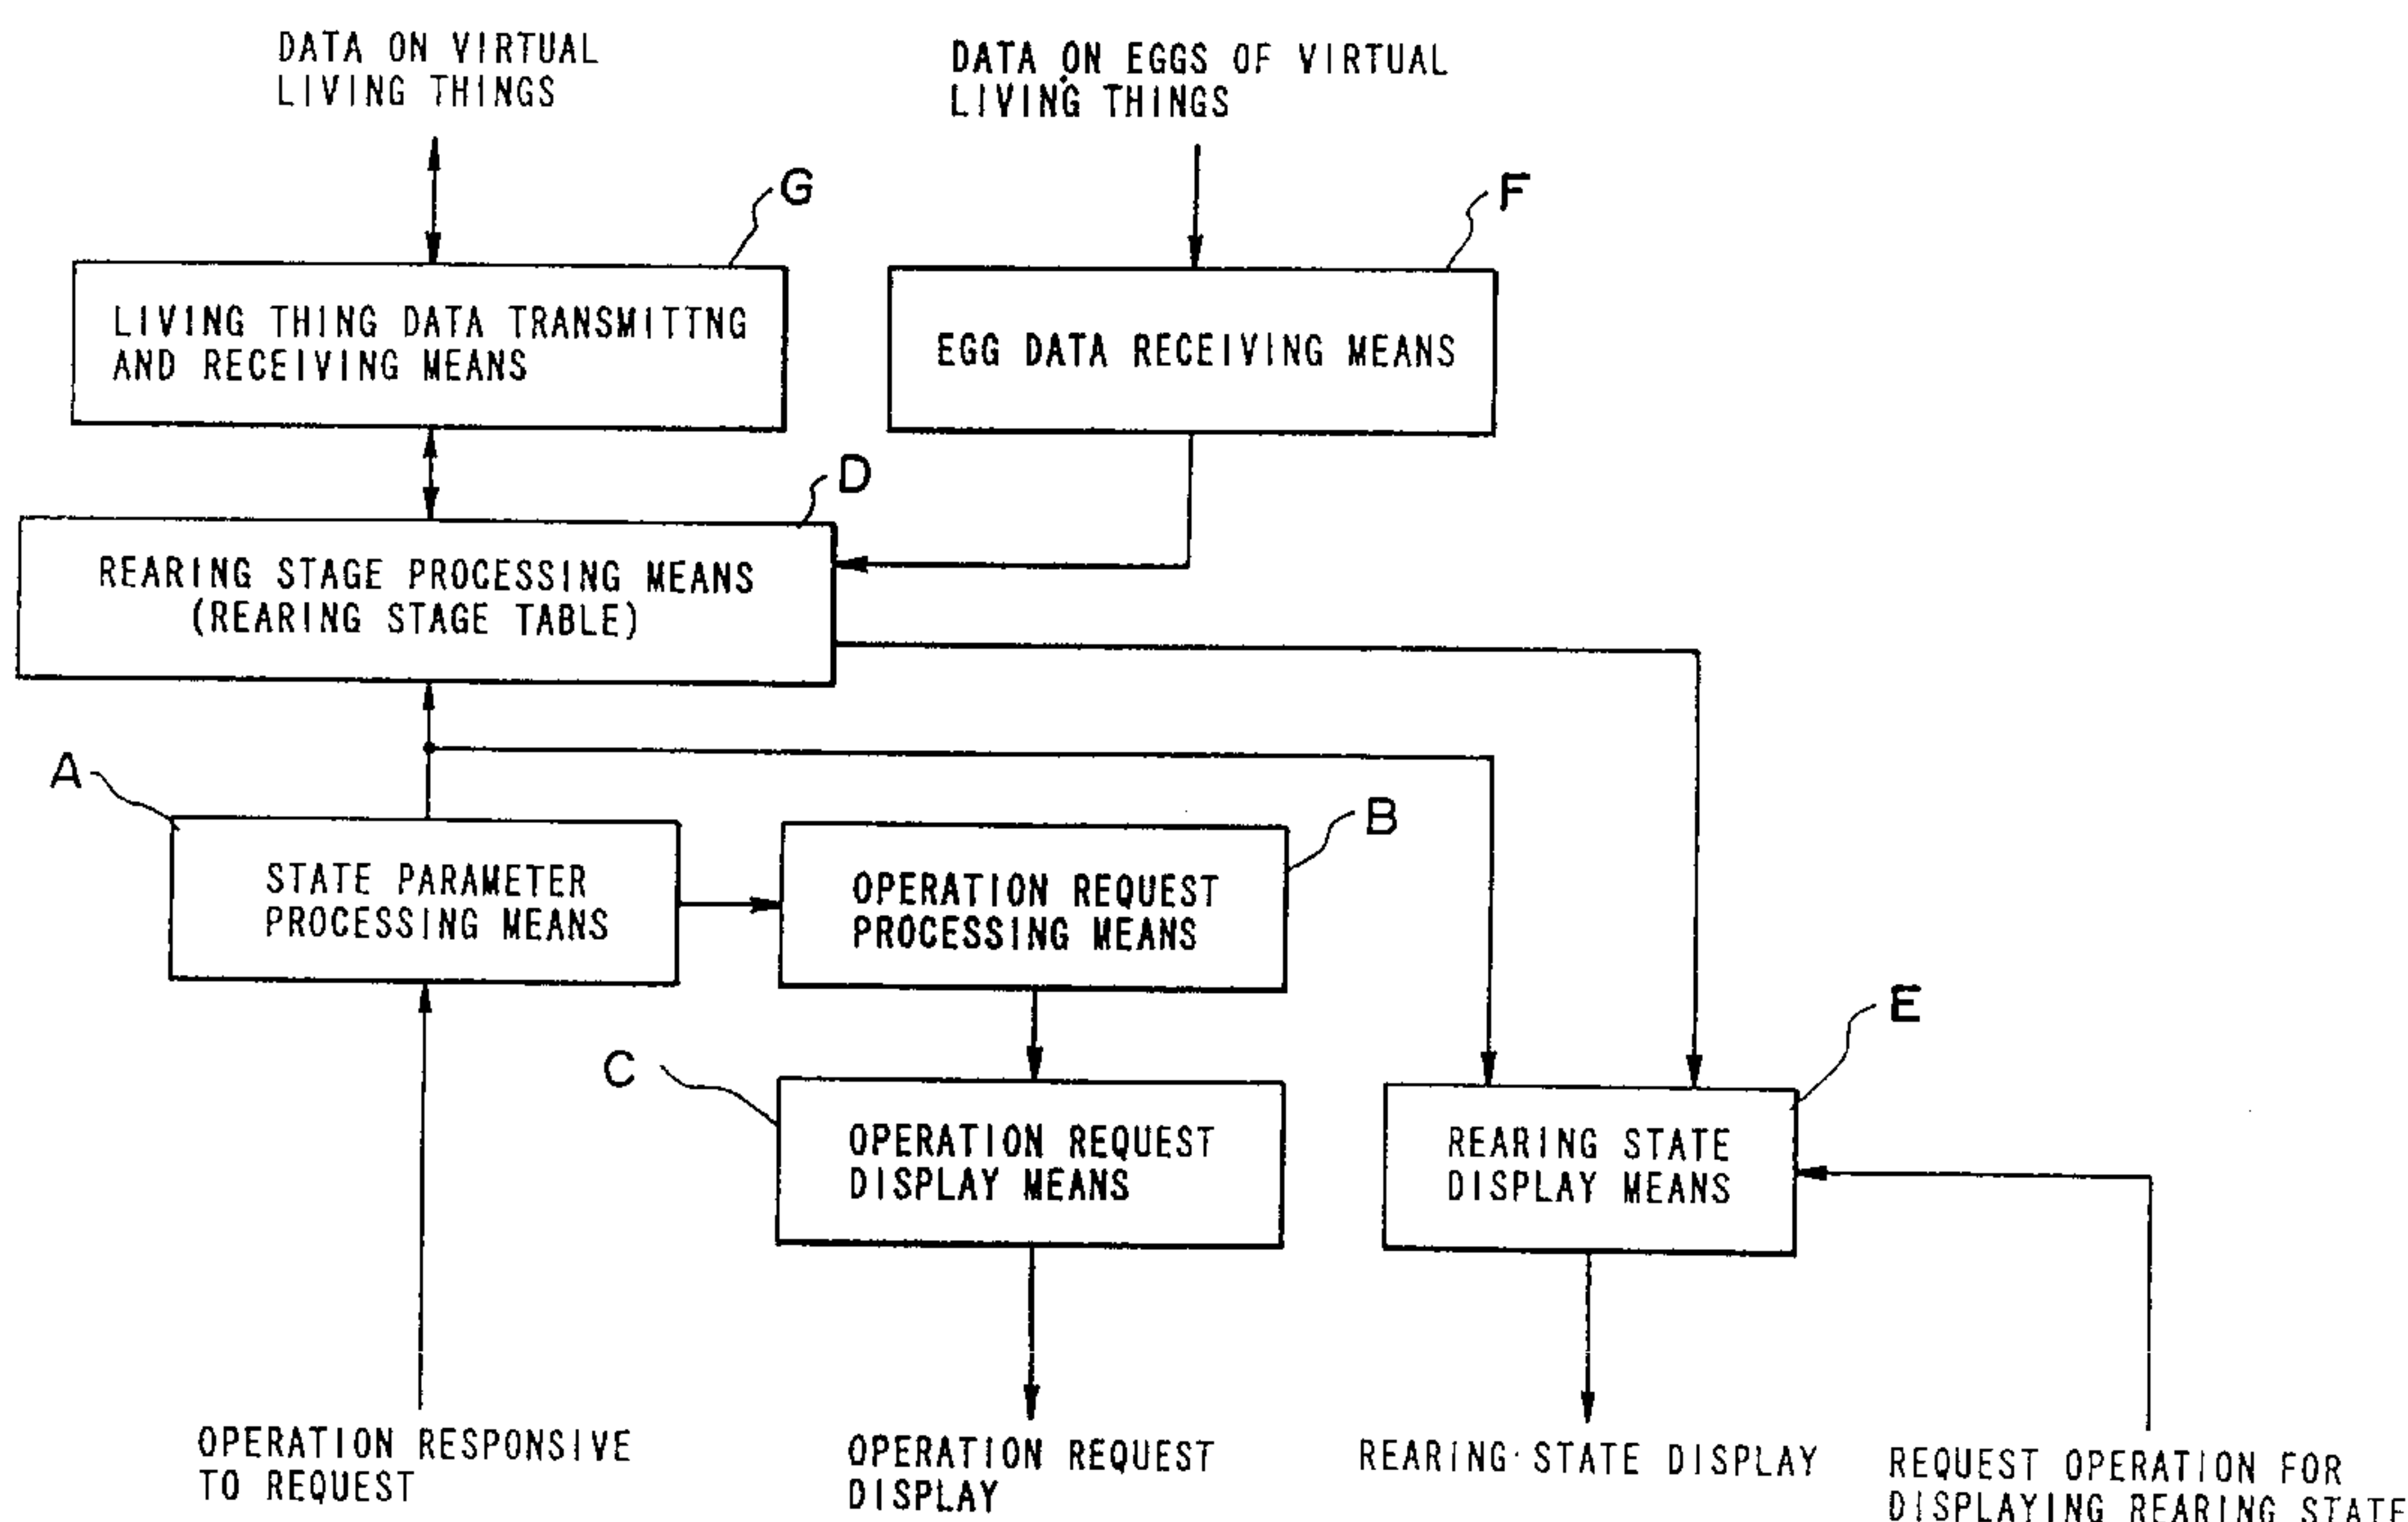 DATA ON VIRTUAL
LIVING THINGS
DATA ON EGGS OF VIRTUAL
LIVING THINGS
G
F
LIVING THING DATA TRANSMITTNG
AND RECEIVING MEANS
EGG DATA RECEIVING MEANS
D
REARING STAGE PROCESSING MEANS
(REARING STAGE TABLE)
A
B
STATE PARAMETER
PROCESSING MEANS
OPERATION REQUEST
PROCESSING MEANS
E
C
OPERATION REQUEST
DISPLAY MEANS
REARING STATE
DISPLAY MEANS
OPERATION RESPONSIVE
TO REQUEST
OPERATION REQUEST
DISPLAY
REARING STATE DISPLAY
REQUEST OPERATION FOR
DISPLAYING REARING STATE